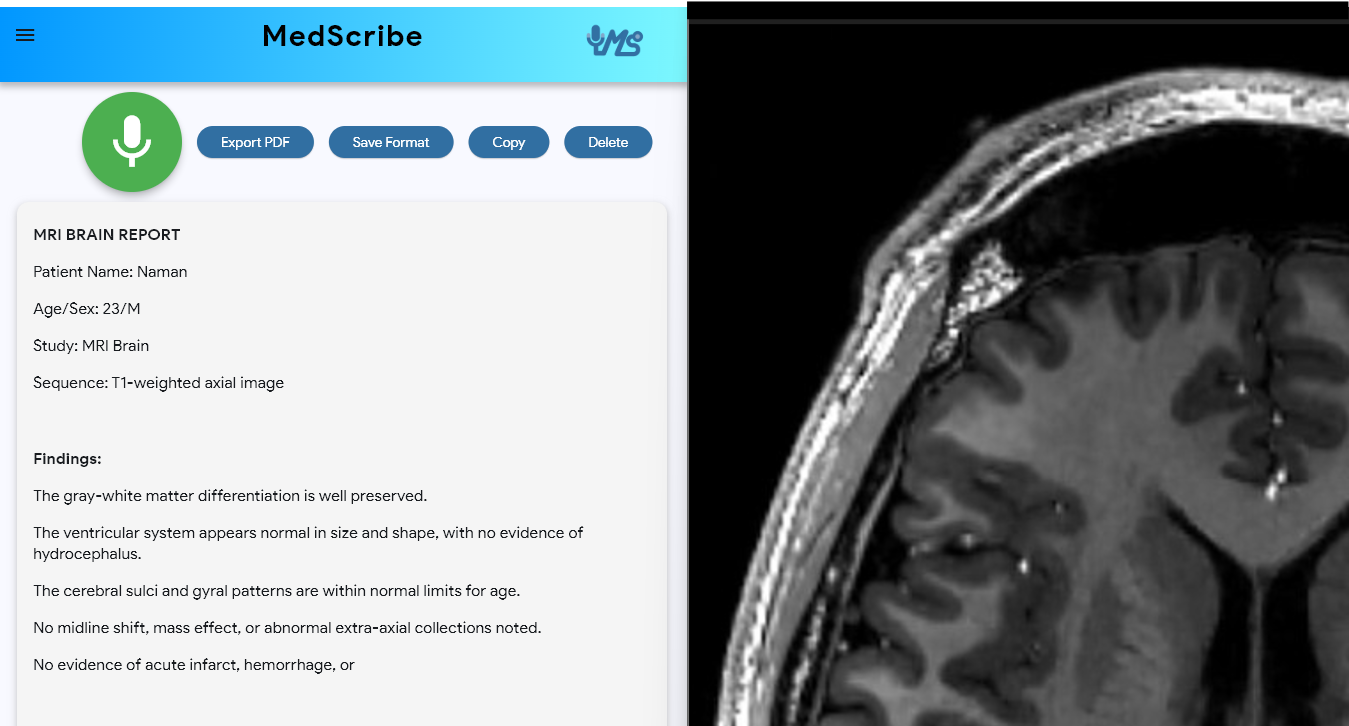 MedScribe
MS
Export PDF
Save Format
Copy
Delete
MRI BRAIN REPORT
Patient Name: Naman
Age/Sex: 23/M
Study: MRI Brain
Sequence: T1-weighted axial image
Findings:
The gray-white matter differentiation is well preserved.
The ventricular system appears normal in size and shape, with no evidence of
hydrocephalus.
The cerebral sulci and gyral patterns are within normal limits for age.
No midline shift, mass effect, or abnormal extra-axial collections noted.
No evidence of acute infarct, hemorrhage, or